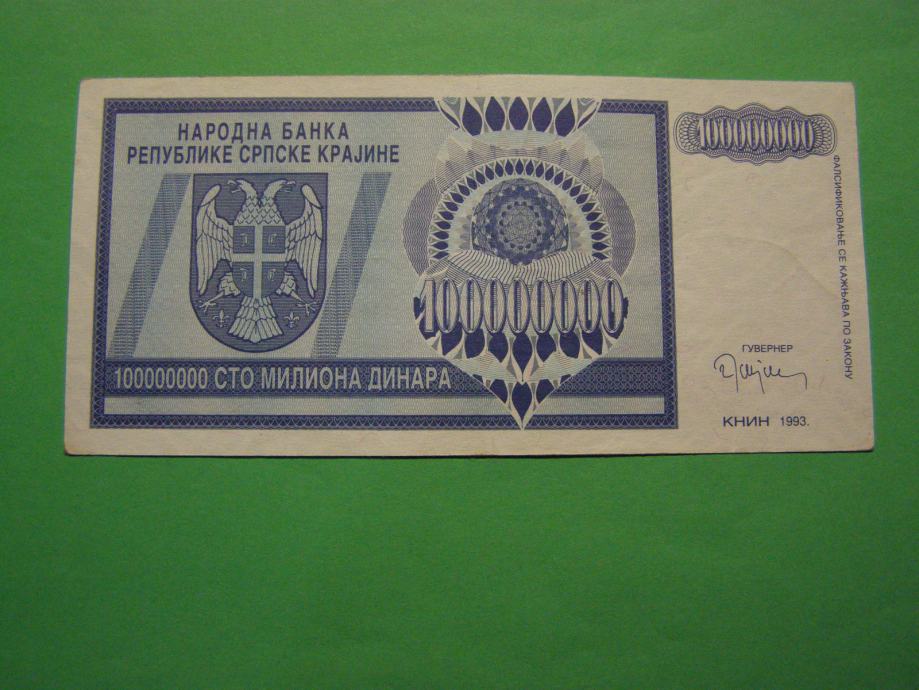 НАРОДНА БАНКА
РЕПУБЛИКЕ СРПСКЕ КРАЈИНЕ
100000000
100000000
100000000 СТО МИЛИОНА ДИНАРА
ФАЛСИФИКОВАЊЕ СЕ КАЖЊАВА ПО ЗАКОНУ
ГУВЕРНЕР
КНИН 1993.